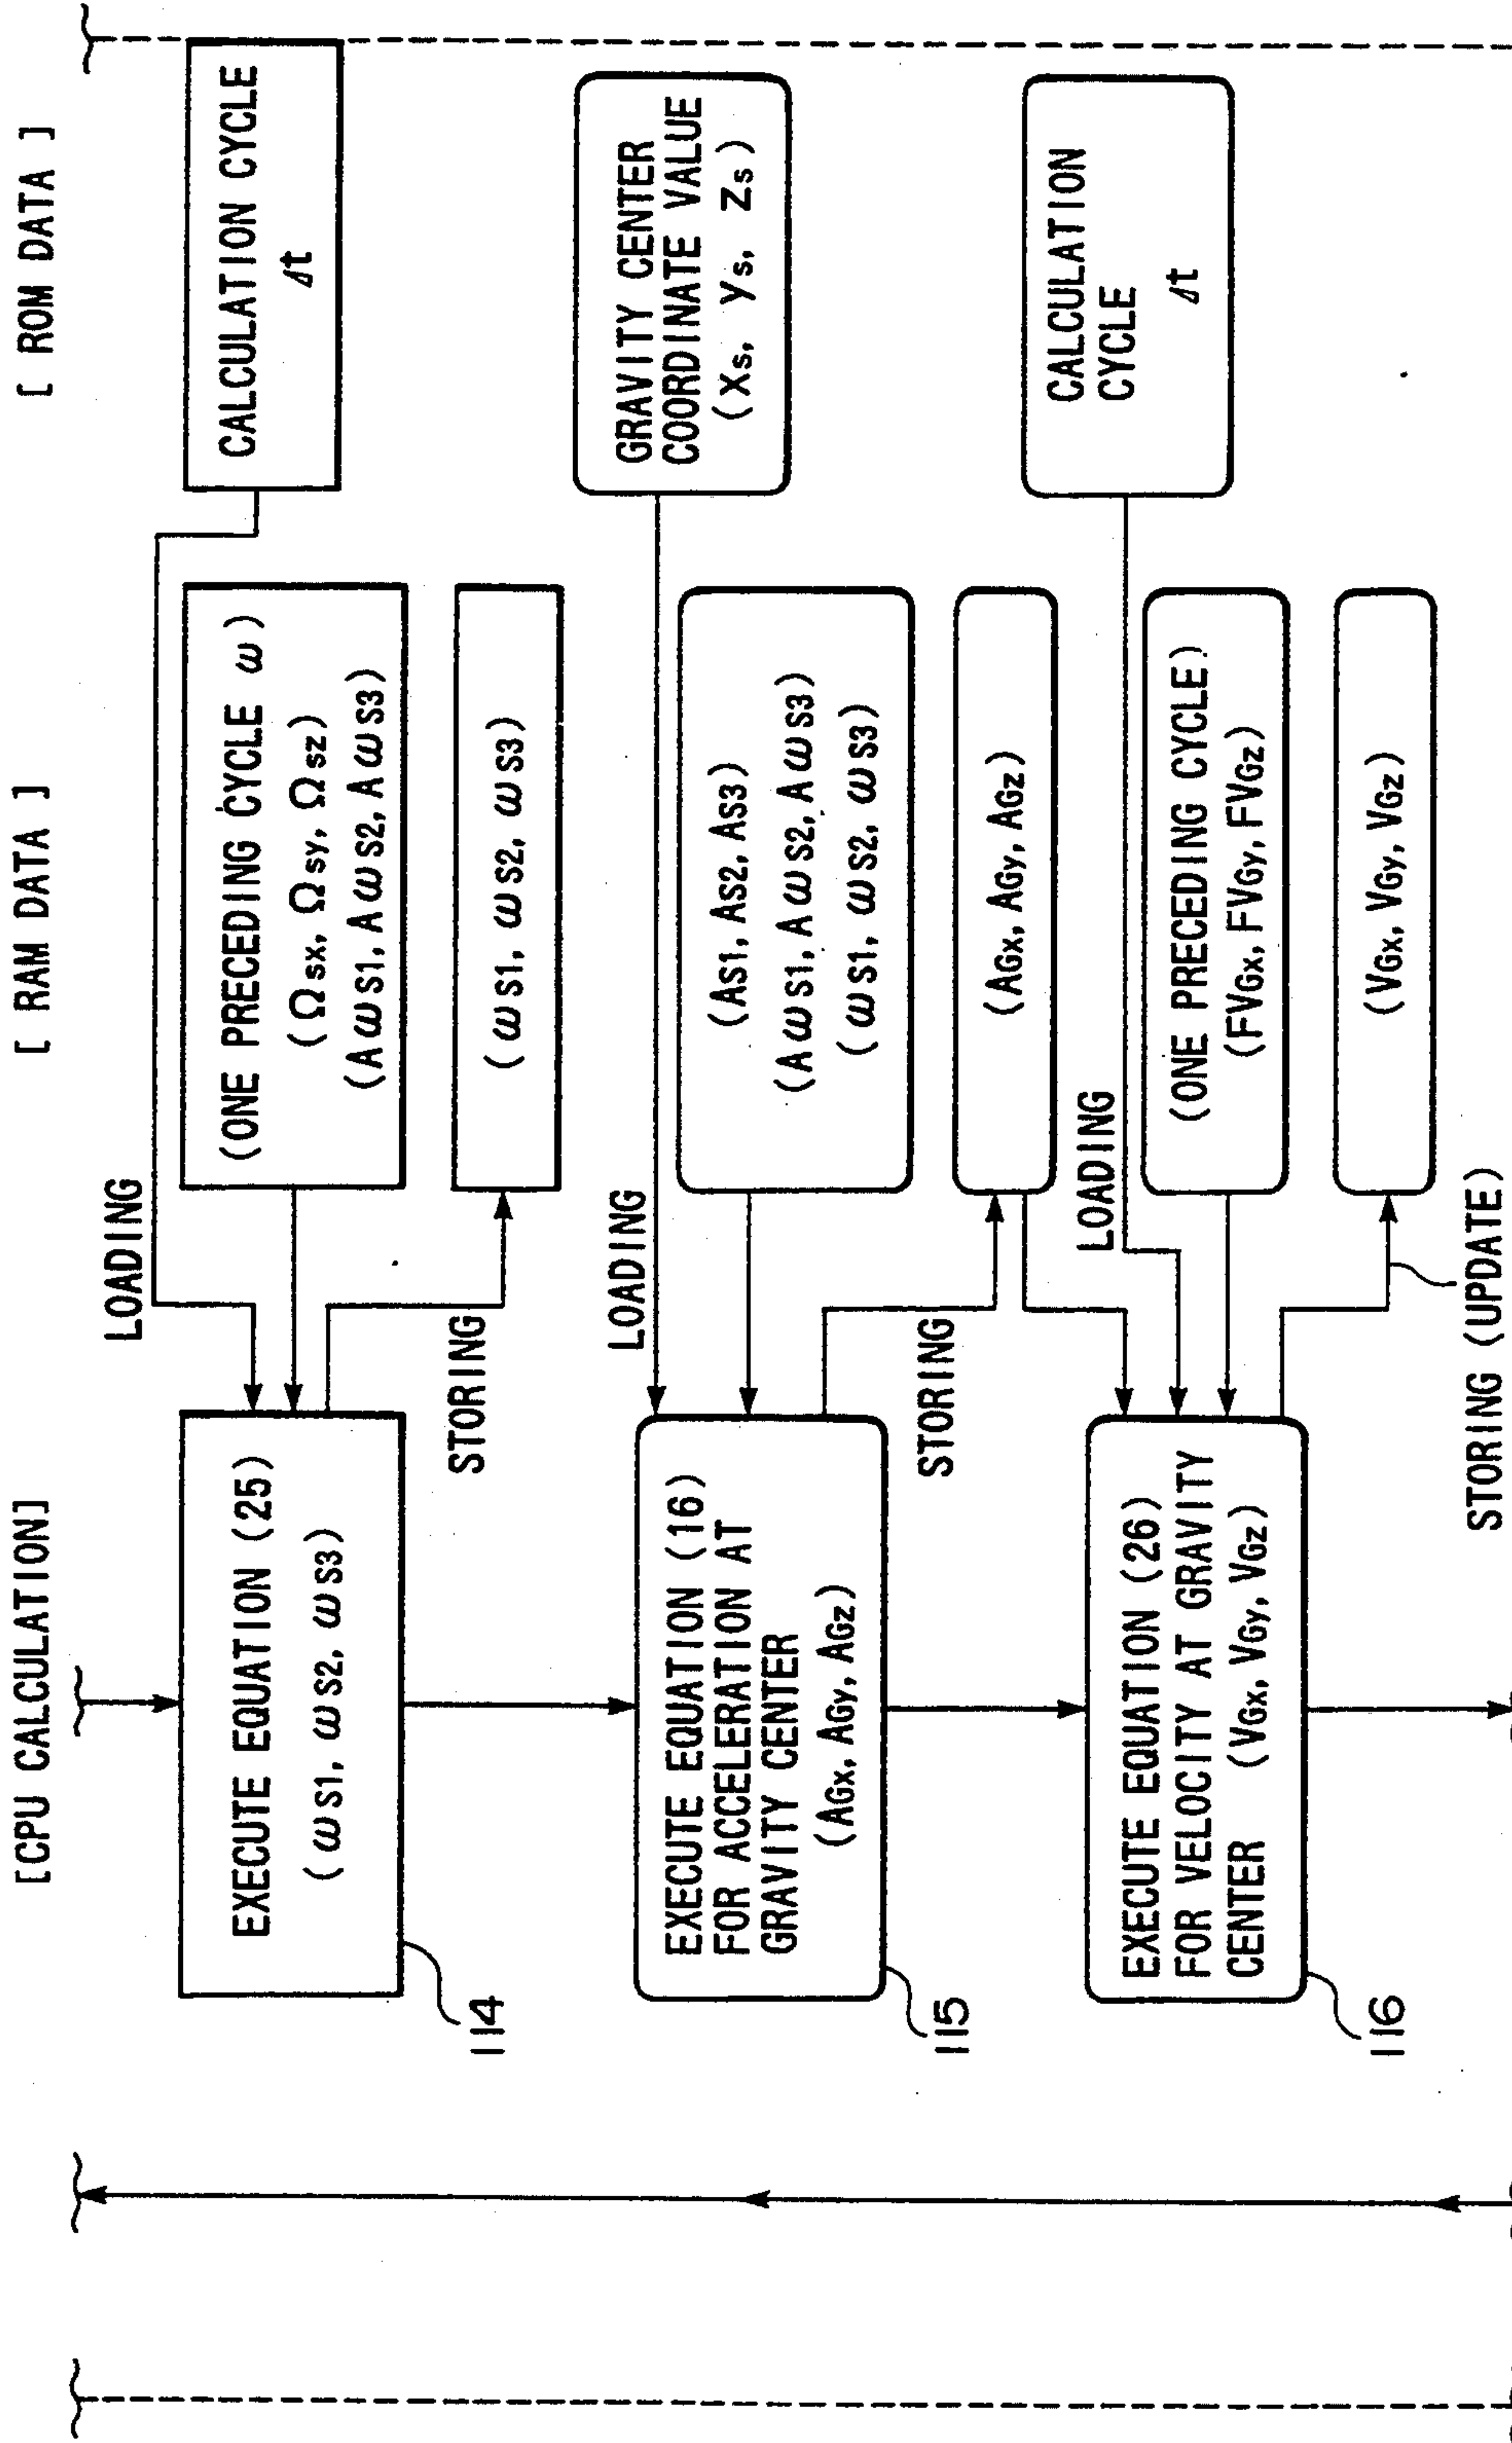 [CPU CALCULATION]
[ RAM DATA ]
[ ROM DATA ]
EXECUTE EQUATION (25)
(ωS1, ωS2, ωS3)
114
LOADING
STORING
(ONE PRECEDING CYCLE ω)
(Ωsx, Ωsy, Ωsz)
(AωS1, AωS2, AωS3)
(ωS1, ωS2, ωS3)
CALCULATION CYCLE
Δt
EXECUTE EQUATION (16)
FOR ACCELERATION AT
GRAVITY CENTER
(AGx, AGy, AGz)
115
LOADING
STORING
(AS1, AS2, AS3)
(AωS1, AωS2, AωS3)
(ωS1, ωS2, ωS3)
(AGx, AGy, AGz)
GRAVITY CENTER
COORDINATE VALUE
(Xs, ys, Zs)
EXECUTE EQUATION (26)
FOR VELOCITY AT GRAVITY
CENTER (VGx, VGy, VGz)
116
LOADING
STORING (UPDATE)
(ONE PRECEDING CYCLE)
(FVGx, FVGy, FVGz)
(VGx, VGy, VGz)
CALCULATION
CYCLE
Δt